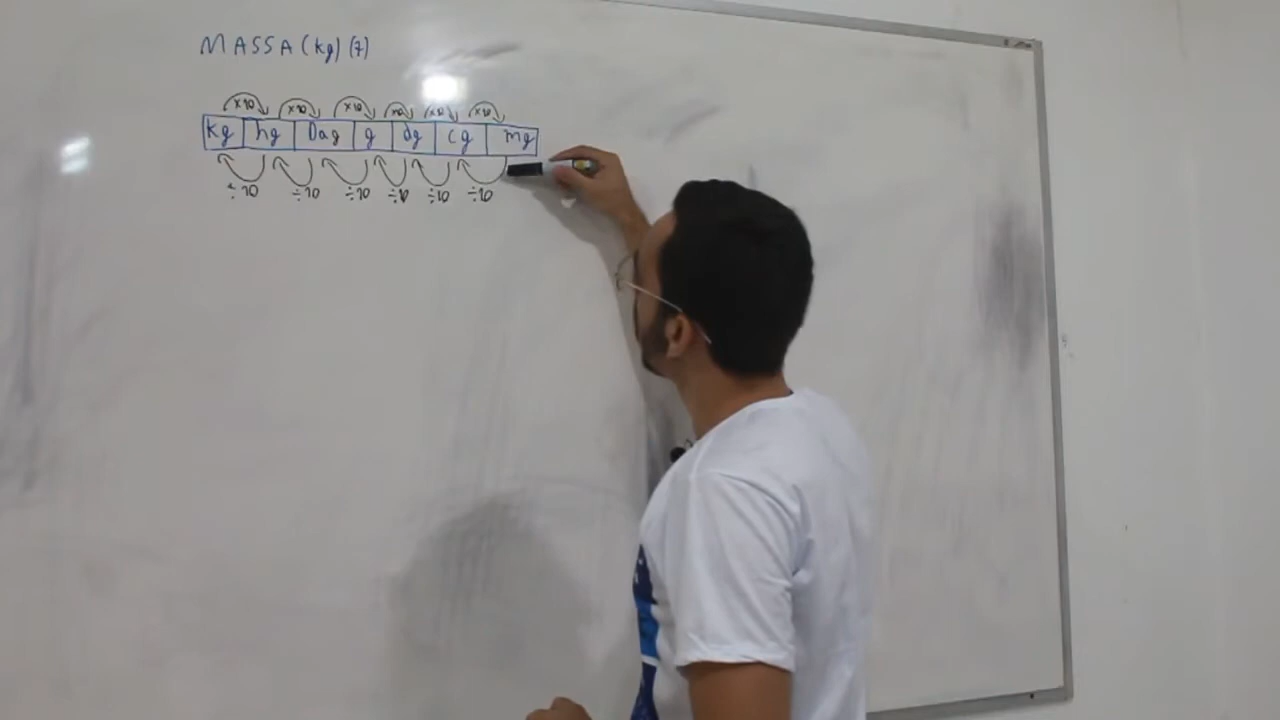 MASSA (kg) (7)
x10 x10 x10 x10 x10 x10
kg hg Dag g dg cg mg
÷10 ÷10 ÷10 ÷10 ÷10 ÷10